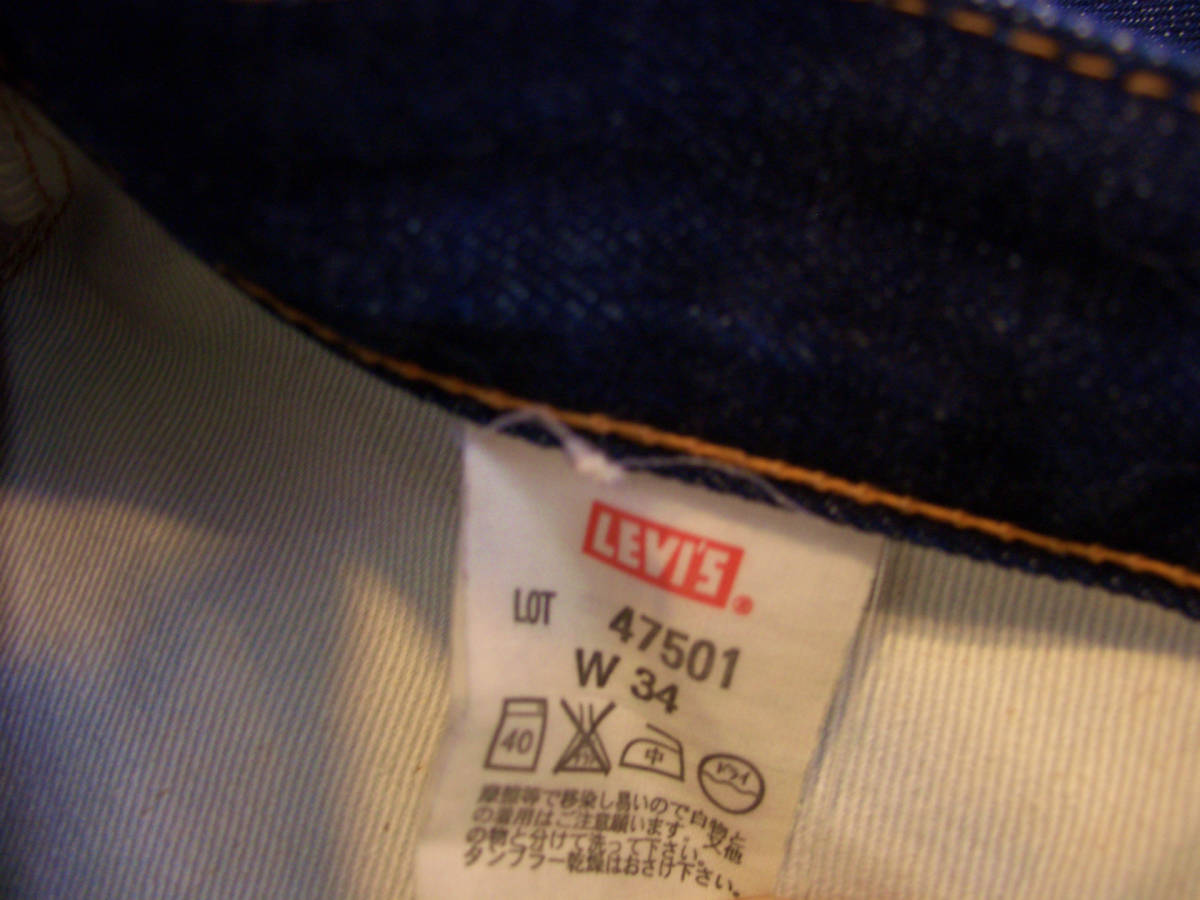 LEVI'S®
LOT 47501
W 34
40 中 ドライ
摩擦等で移染し易いので白物と
の着用はご注意願います。又他
の物と分けて洗って下さい。
タンブラー乾燥はおさけ下さい。